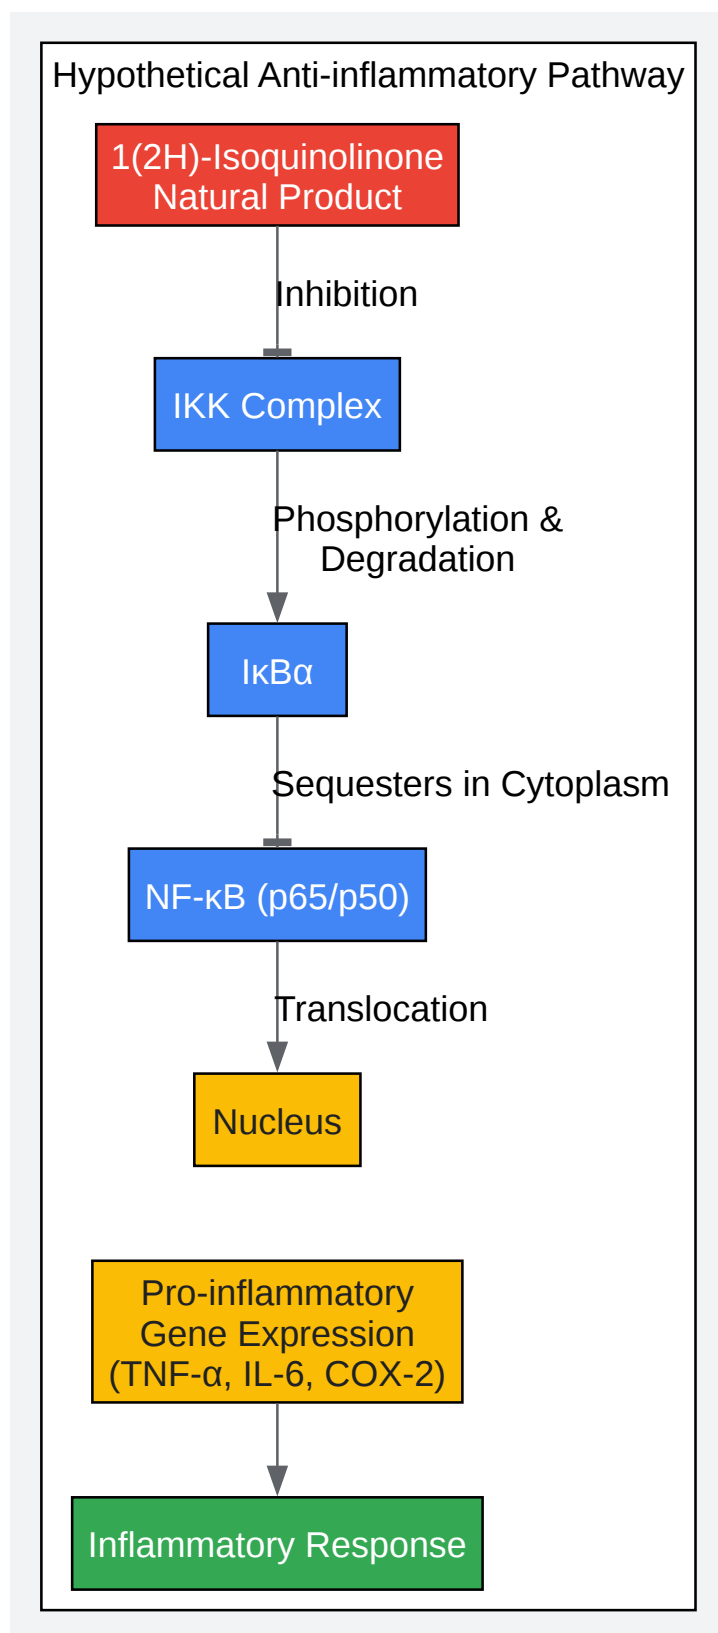 Hypothetical Anti-inflammatory Pathway
1(2H)-Isoquinolinone
Natural Product
Inhibition
IKK Complex
Phosphorylation &
Degradation
IκBα
Sequesters in Cytoplasm
NF-κB (p65/p50)
Translocation
Nucleus
Pro-inflammatory
Gene Expression
(TNF-α, IL-6, COX-2)
Inflammatory Response